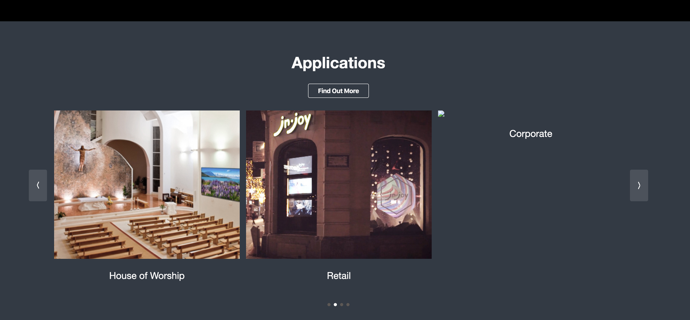 Applications
Find Out More
jn-joy
Corporate
House of Worship
Retail